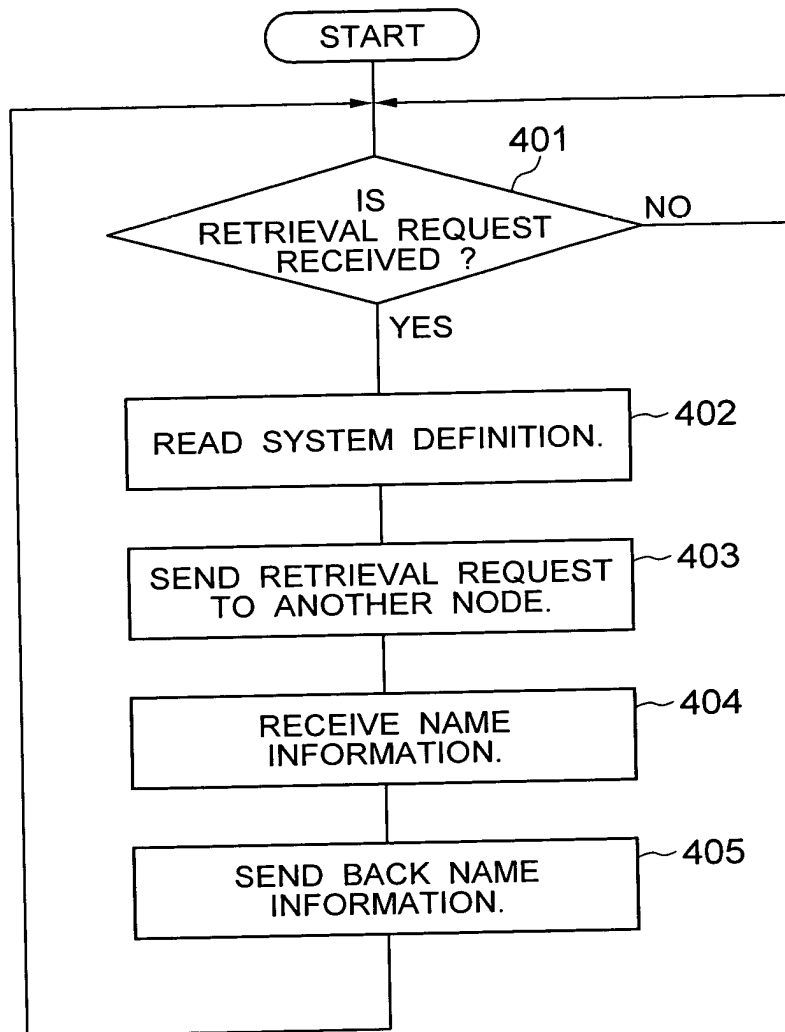 START
401
IS
RETRIEVAL REQUEST
RECEIVED ?
NO
YES
READ SYSTEM DEFINITION.
402
SEND RETRIEVAL REQUEST
TO ANOTHER NODE.
403
RECEIVE NAME
INFORMATION.
404
SEND BACK NAME
INFORMATION.
405